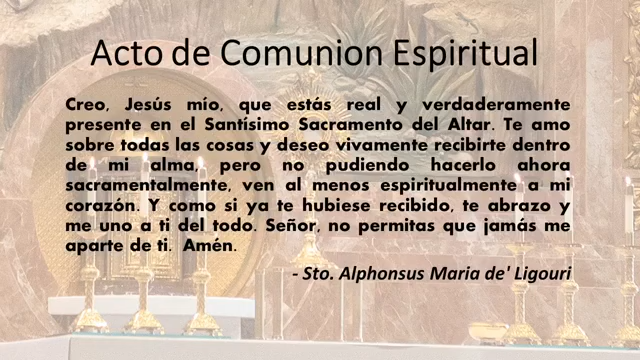 Acto de Comunion Espiritual
Creo, Jesús mío, que estás real y verdaderamente
presente en el Santísimo Sacramento del Altar. Te amo
sobre todas las cosas y deseo vivamente recibirte dentro
de mi alma, pero no pudiendo hacerlo ahora
sacramentalmente, ven al menos espiritualmente a mi
corazón. Y como si ya te hubiese recibido, te abrazo y
me uno a ti del todo. Señor, no permitas que jamás me
aparte de ti. Amén.
- Sto. Alphonsus Maria de' Ligouri